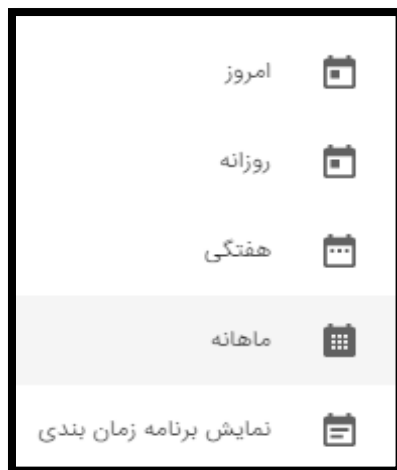 امروز
روزانه
هفتگی
ماهانه
نمایش برنامه زمان بندی